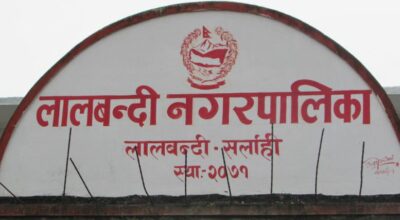 लालबन्दी नगरपालिका
लालबन्दी - सर्लाही
स्था:-२०७१